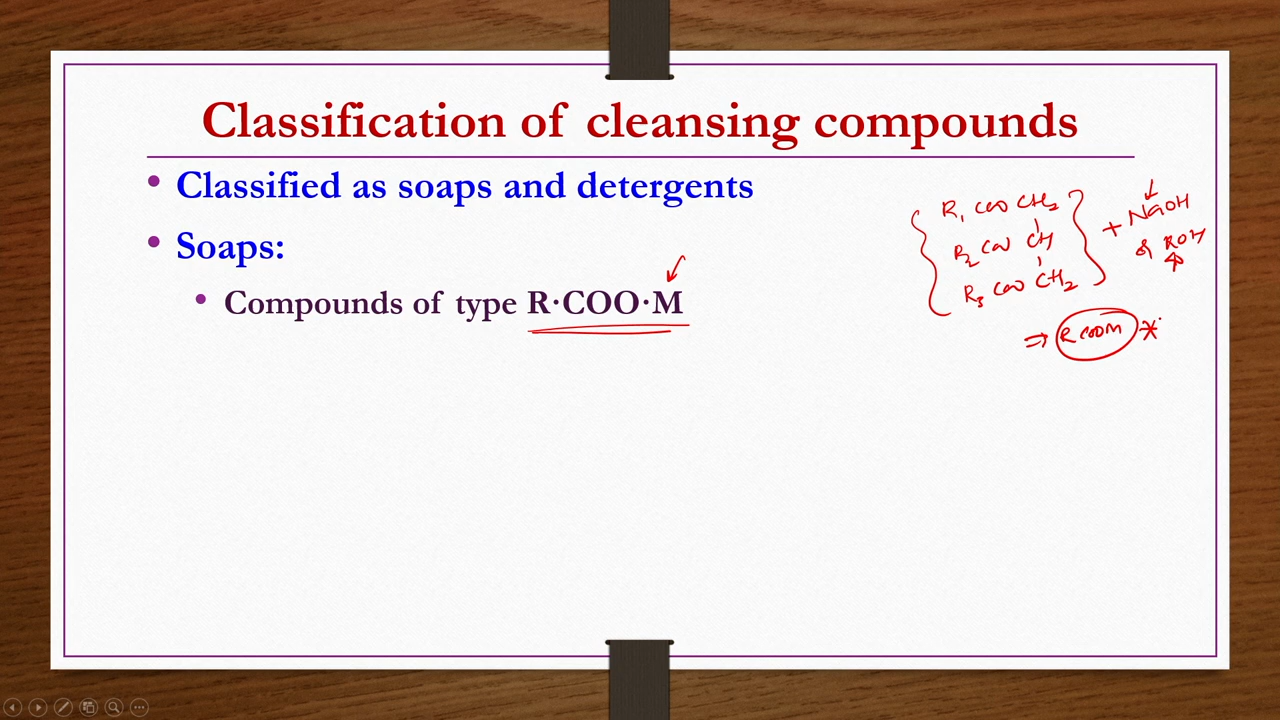 Classification of cleansing compounds
• Classified as soaps and detergents
• Soaps:
• Compounds of type R·COO·M
R₁ COO CH₂
R₂ COO CH
R₃ COO CH₂
+ NaOH
& KOH
⇒ RCOOM *